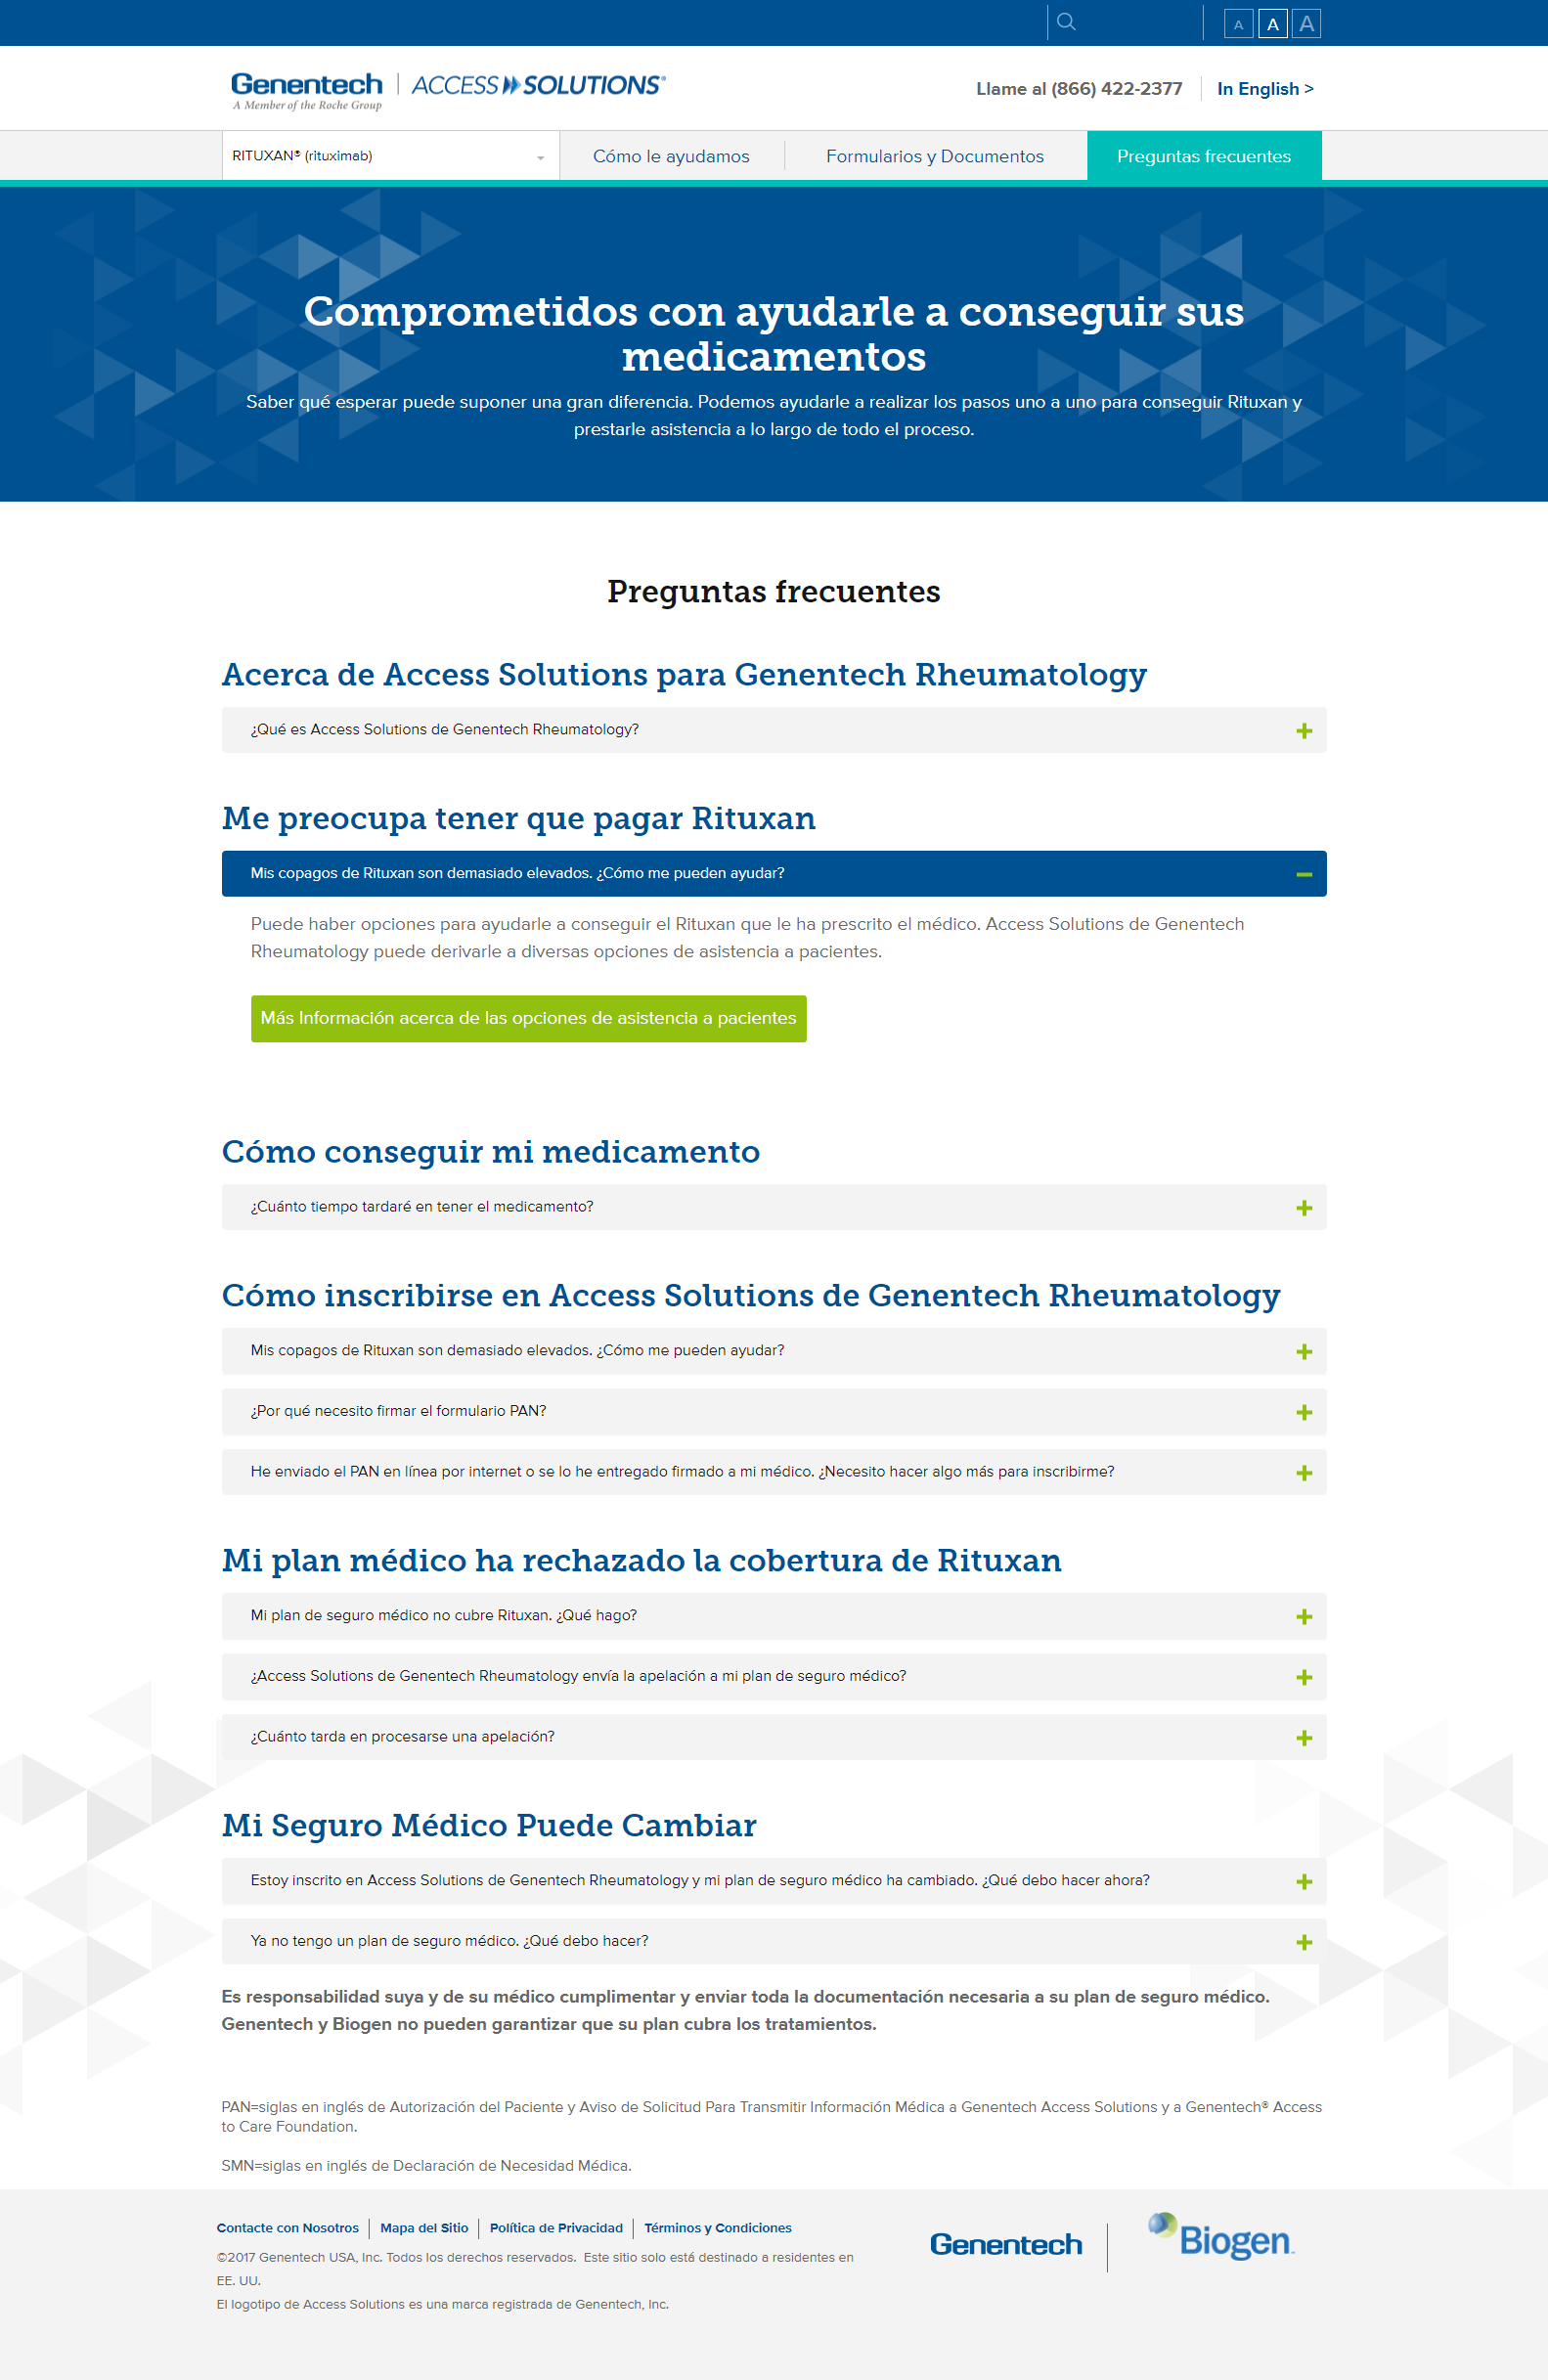 A A A
Genentech
A Member of the Roche Group
ACCESS SOLUTIONS®
Llame al (866) 422-2377
In English >
RITUXAN® (rituximab)
Cómo le ayudamos
Formularios y Documentos
Preguntas frecuentes
Comprometidos con ayudarle a conseguir sus
medicamentos
Saber qué esperar puede suponer una gran diferencia. Podemos ayudarle a realizar los pasos uno a uno para conseguir Rituxan y
prestarle asistencia a lo largo de todo el proceso.
Preguntas frecuentes
Acerca de Access Solutions para Genentech Rheumatology
¿Qué es Access Solutions de Genentech Rheumatology?
Me preocupa tener que pagar Rituxan
Mis copagos de Rituxan son demasiado elevados. ¿Cómo me pueden ayudar?
Puede haber opciones para ayudarle a conseguir el Rituxan que le ha prescrito el médico. Access Solutions de Genentech
Rheumatology puede derivarle a diversas opciones de asistencia a pacientes.
Más Información acerca de las opciones de asistencia a pacientes
Cómo conseguir mi medicamento
¿Cuánto tiempo tardaré en tener el medicamento?
Cómo inscribirse en Access Solutions de Genentech Rheumatology
Mis copagos de Rituxan son demasiado elevados. ¿Cómo me pueden ayudar?
¿Por qué necesito firmar el formulario PAN?
He enviado el PAN en línea por internet o se lo he entregado firmado a mi médico. ¿Necesito hacer algo más para inscribirme?
Mi plan médico ha rechazado la cobertura de Rituxan
Mi plan de seguro médico no cubre Rituxan. ¿Qué hago?
¿Access Solutions de Genentech Rheumatology envía la apelación a mi plan de seguro médico?
¿Cuánto tarda en procesarse una apelación?
Mi Seguro Médico Puede Cambiar
Estoy inscrito en Access Solutions de Genentech Rheumatology y mi plan de seguro médico ha cambiado. ¿Qué debo hacer ahora?
Ya no tengo un plan de seguro médico. ¿Qué debo hacer?
Es responsabilidad suya y de su médico cumplimentar y enviar toda la documentación necesaria a su plan de seguro médico.
Genentech y Biogen no pueden garantizar que su plan cubra los tratamientos.
PAN=siglas en inglés de Autorización del Paciente y Aviso de Solicitud Para Transmitir Información Médica a Genentech Access Solutions y a Genentech® Access
to Care Foundation.
SMN=siglas en inglés de Declaración de Necesidad Médica.
Contacte con Nosotros
Mapa del Sitio
Política de Privacidad
Términos y Condiciones
©2017 Genentech USA, Inc. Todos los derechos reservados. Este sitio solo está destinado a residentes en
EE. UU.
El logotipo de Access Solutions es una marca registrada de Genentech, Inc.
Genentech
Biogen™